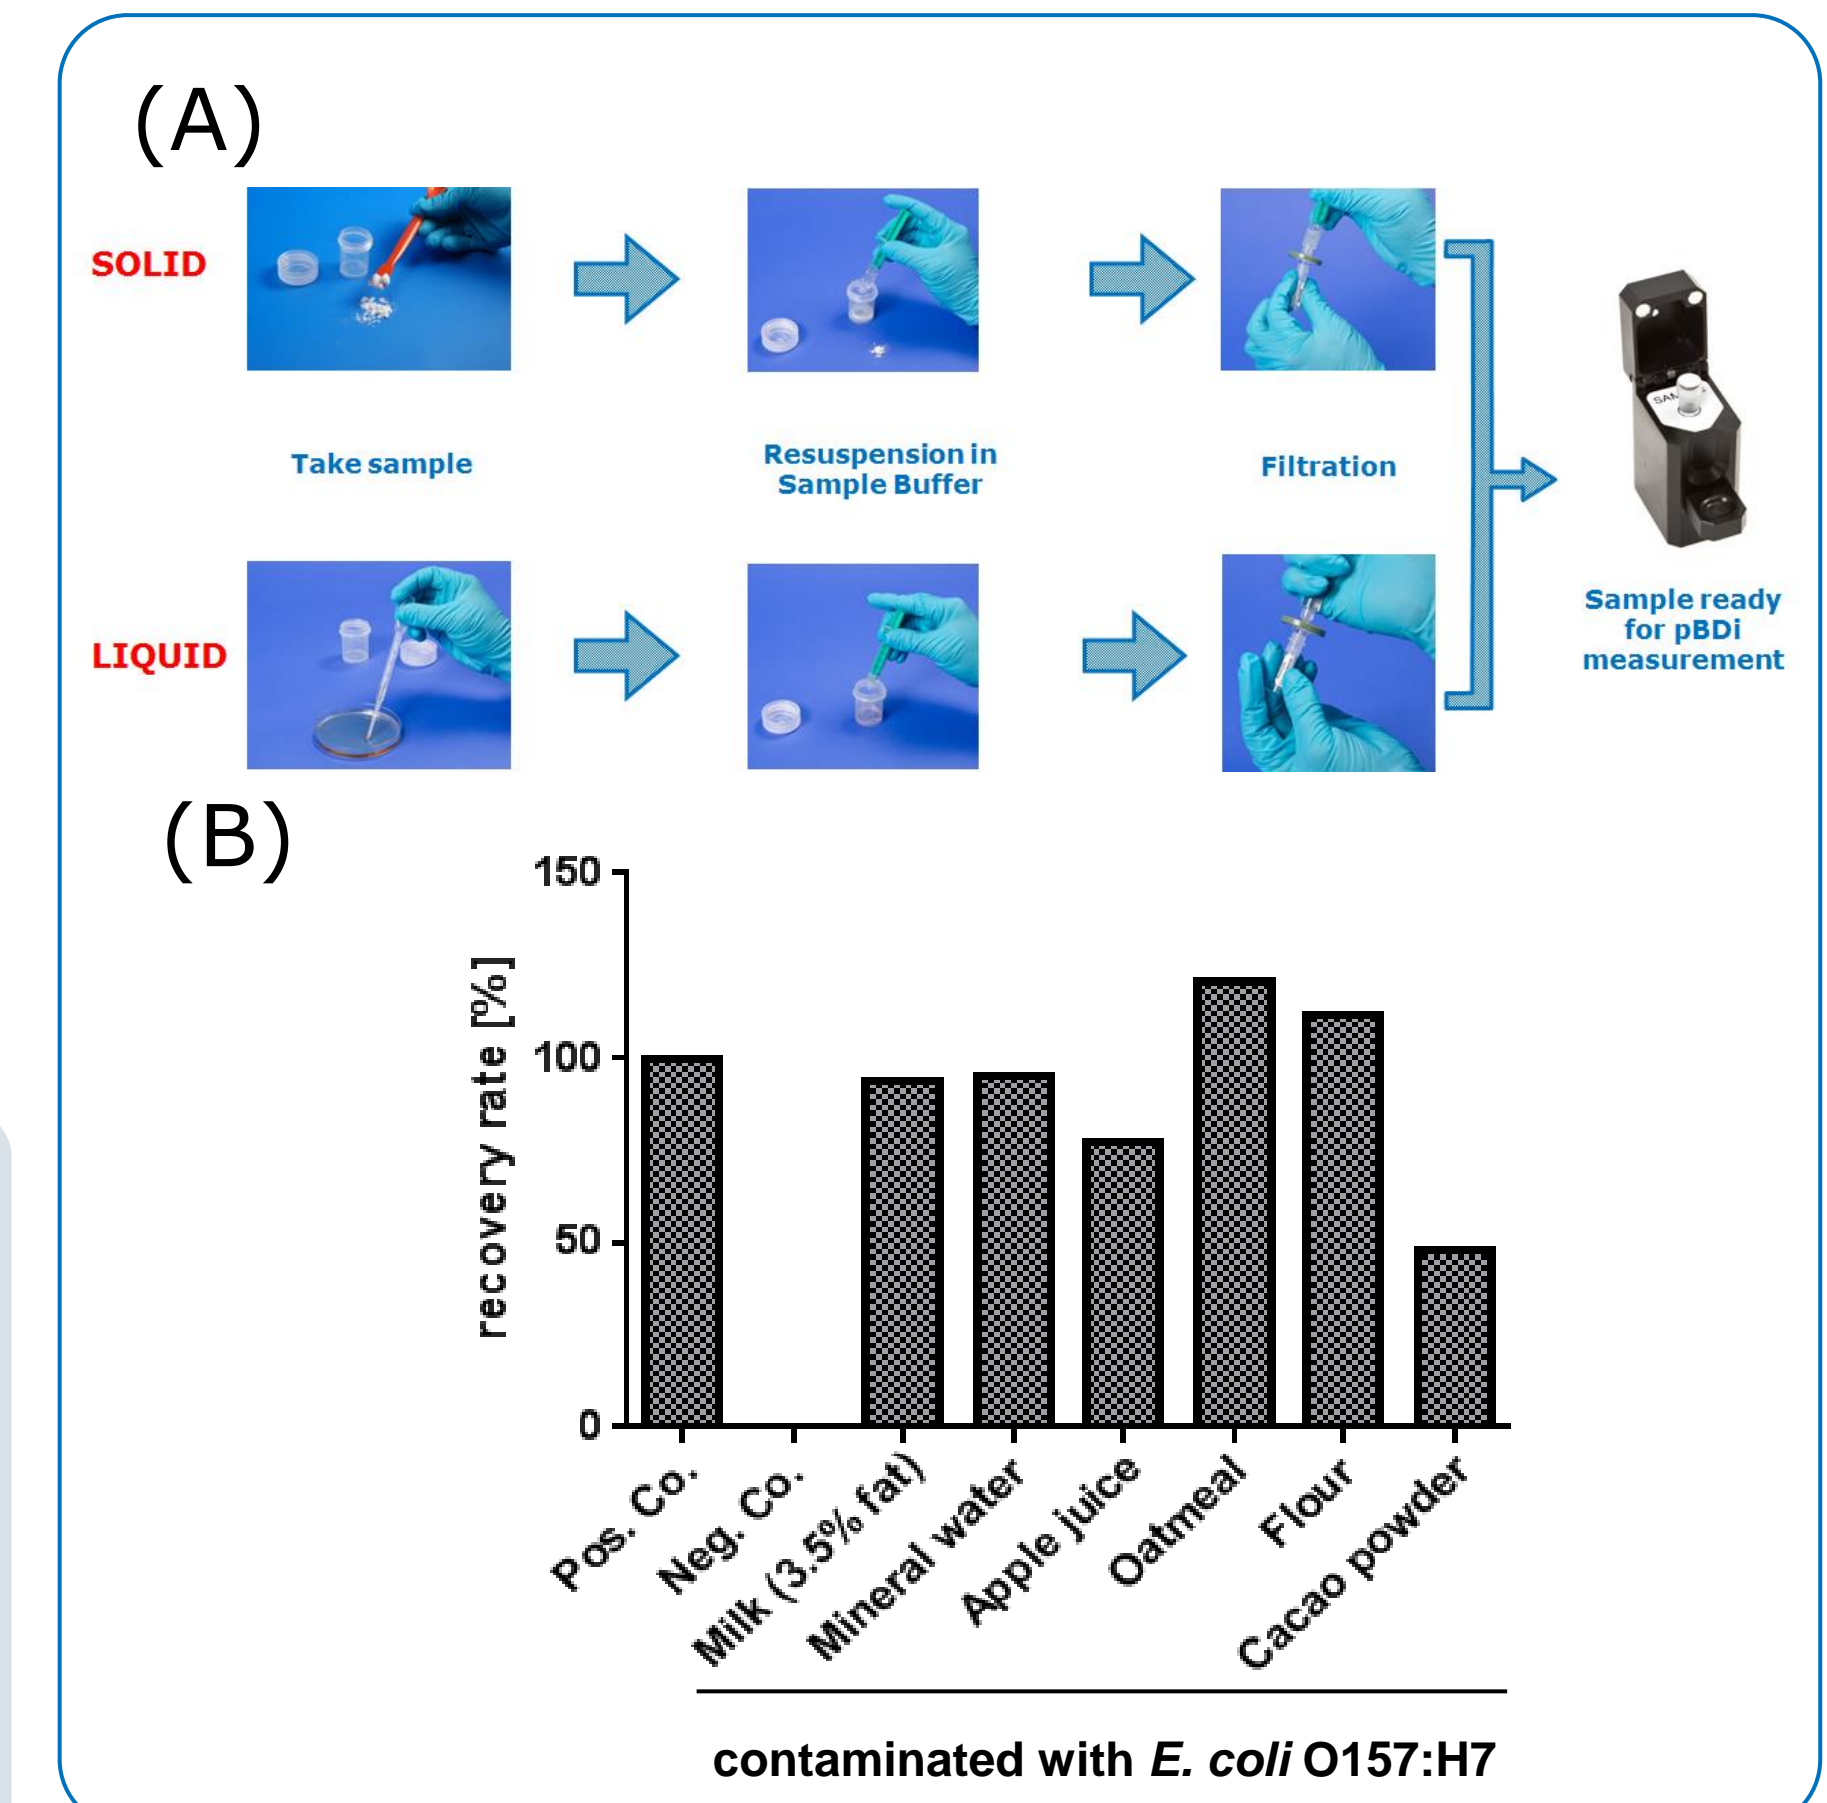 (A)
SOLID
Take sample
Resuspension in
Sample Buffer
Filtration
LIQUID
Sample ready
for pBDi
measurement
(B)
recovery rate [%]
150
100
50
0
Pos. Co.
Neg. Co.
Milk (3.5% fat)
Mineral water
Apple juice
Oatmeal
Flour
Cacao powder
contaminated with E. coli O157:H7